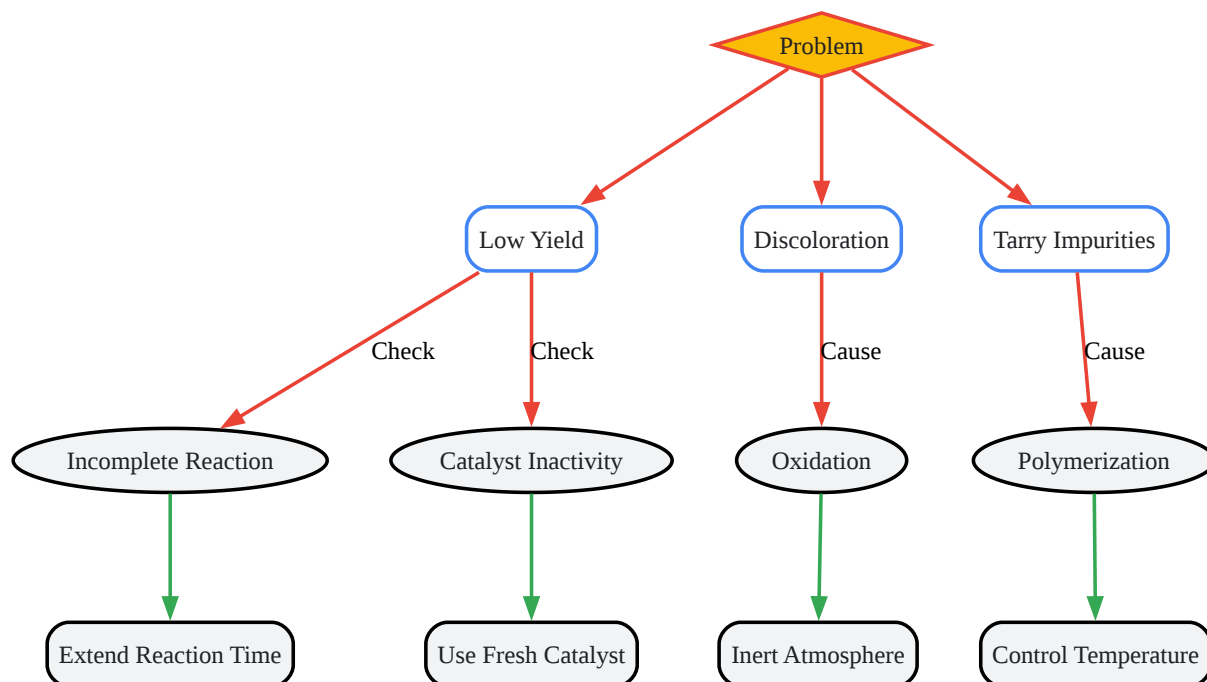 Problem
Low Yield
Discoloration
Tarry Impurities
Check
Check
Cause
Cause
Incomplete Reaction
Catalyst Inactivity
Oxidation
Polymerization
Extend Reaction Time
Use Fresh Catalyst
Inert Atmosphere
Control Temperature